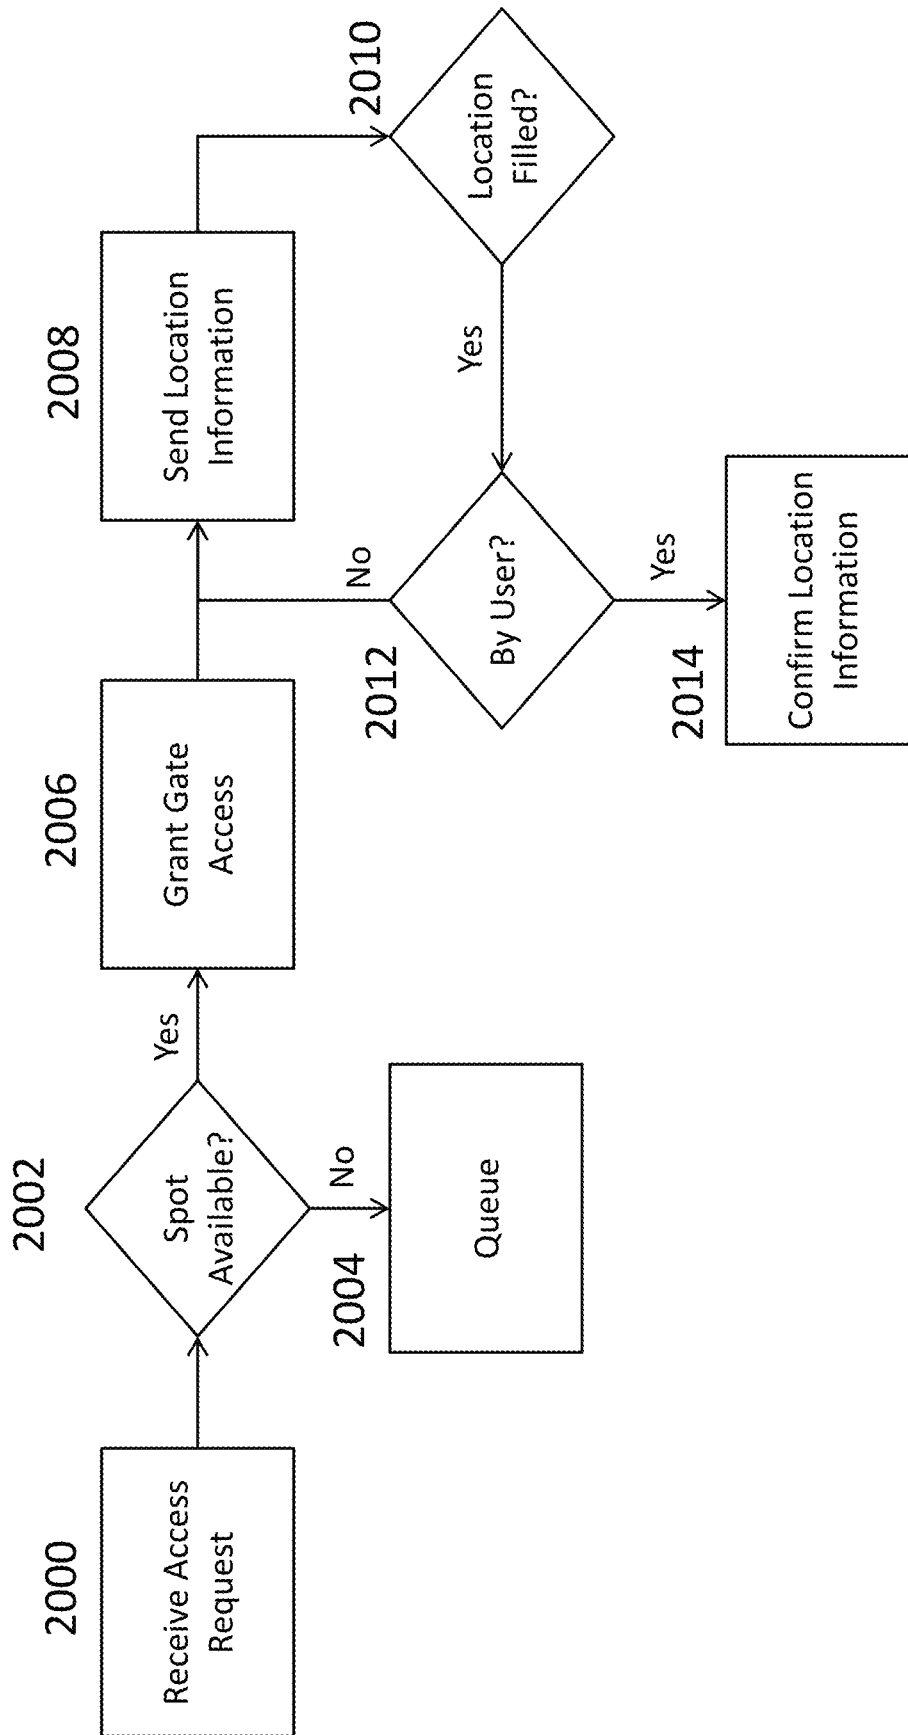 2000
Receive Access
Request
2002
Spot
Available?
Yes
No
2004
Queue
2006
Grant Gate
Access
2008
Send Location
Information
2010
Location
Filled?
Yes
2012
By User?
No
Yes
2014
Confirm Location
Information